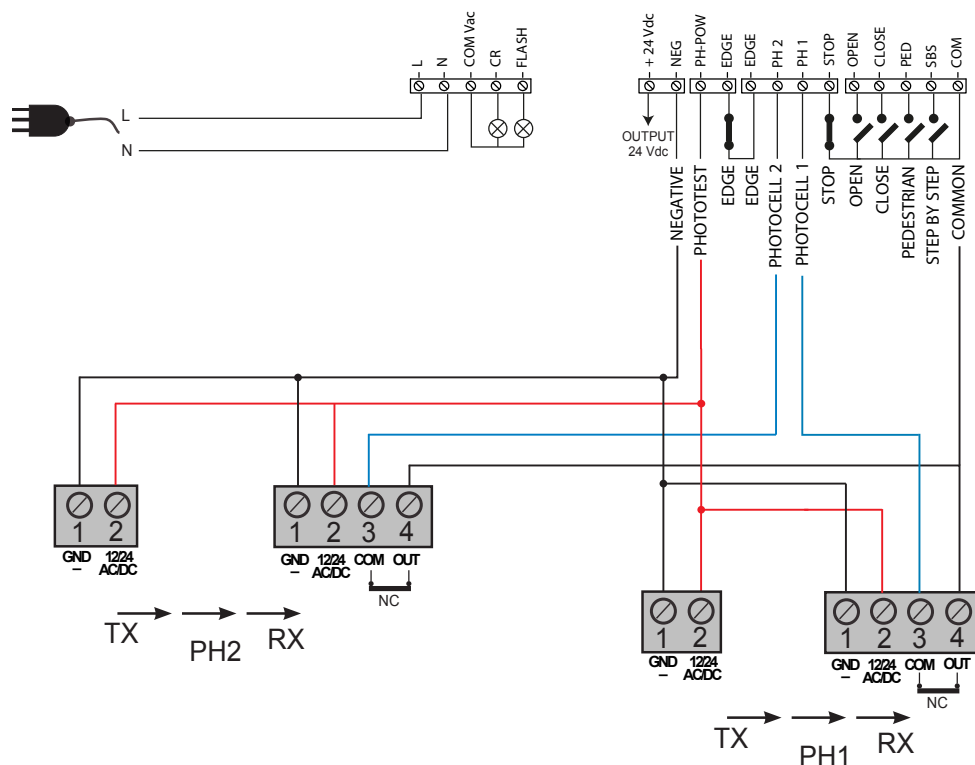 L
N
COM Vac
CR
FLASH
+ 24 Vdc
NEG
PH-POW
EDGE
EDGE
PH 2
PH 1
STOP
OPEN
CLOSE
PED
SBS
COM
L
N
OUTPUT
24 Vdc
NEGATIVE
PHOTOTEST
EDGE
EDGE
PHOTOCELL 2
PHOTOCELL 1
STOP
OPEN
CLOSE
PEDESTRIAN
STEP BY STEP
COMMON
1 2
GND 12/24
– AC/DC
1 2 3 4
GND 12/24 COM OUT
– AC/DC
NC
TX PH2 RX
1 2
GND 12/24
– AC/DC
1 2 3 4
GND 12/24 COM OUT
– AC/DC
NC
TX PH1 RX